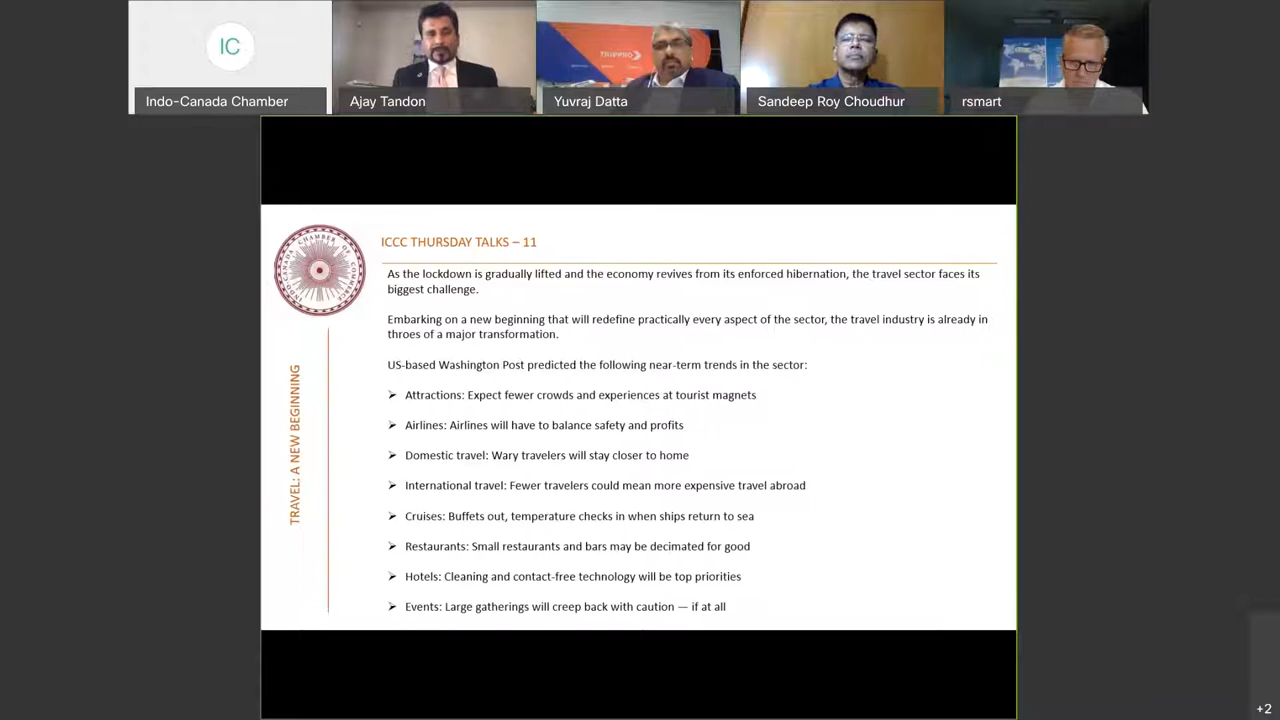 IC
Indo-Canada Chamber
Ajay Tandon
TRIPPRO
Yuvraj Datta
Sandeep Roy Choudhur
rsmart
INDO-CANADA CHAMBER OF COMMERCE
ICCC THURSDAY TALKS – 11
As the lockdown is gradually lifted and the economy revives from its enforced hibernation, the travel sector faces its
biggest challenge.
Embarking on a new beginning that will redefine practically every aspect of the sector, the travel industry is already in
throes of a major transformation.
US-based Washington Post predicted the following near-term trends in the sector:
➤ Attractions: Expect fewer crowds and experiences at tourist magnets
➤ Airlines: Airlines will have to balance safety and profits
➤ Domestic travel: Wary travelers will stay closer to home
➤ International travel: Fewer travelers could mean more expensive travel abroad
➤ Cruises: Buffets out, temperature checks in when ships return to sea
➤ Restaurants: Small restaurants and bars may be decimated for good
➤ Hotels: Cleaning and contact-free technology will be top priorities
➤ Events: Large gatherings will creep back with caution — if at all
TRAVEL: A NEW BEGINNING
+2